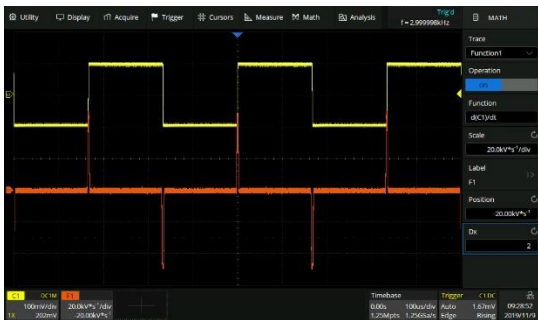 Utility Display Acquire Trigger Cursors Measure Math Analysis
Trig'd
f = 2.999998kHz
MATH
Trace
Function1
Operation
on
Function
d(C1)/dt
Scale
20.0kV*s⁻¹/div
Label
F1
Position
-20.00kV*s⁻¹
Dx
2
C1 DC1M F1
100mV/div 20.0kV*s⁻¹/div
1X 202mV -20.00kV*s⁻¹
Timebase Trigger C1 DC
0.00s 100us/div Auto 1.67mV 09:28:52
1.25Mpts 1.25GSa/s Edge Rising 2019/11/9